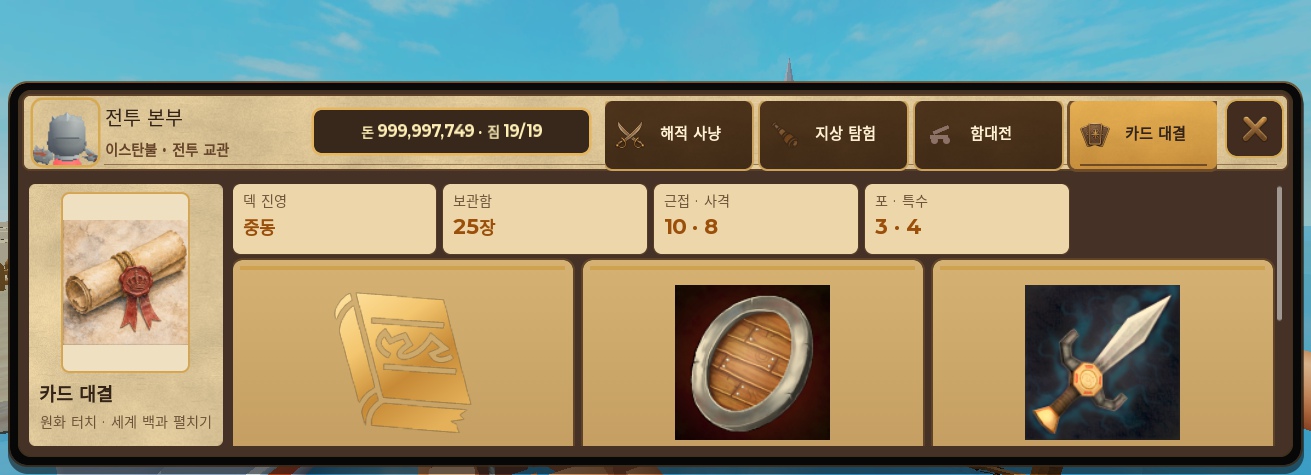 전투 본부
이스탄불 • 전투 교관
돈 999,997,749 · 짐 19/19
해적 사냥
지상 탐험
함대전
카드 대결
덱 진영
중동
보관함
25장
근접 · 사격
10 · 8
포 · 특수
3 · 4
카드 대결
원화 터치 · 세계 백과 펼치기